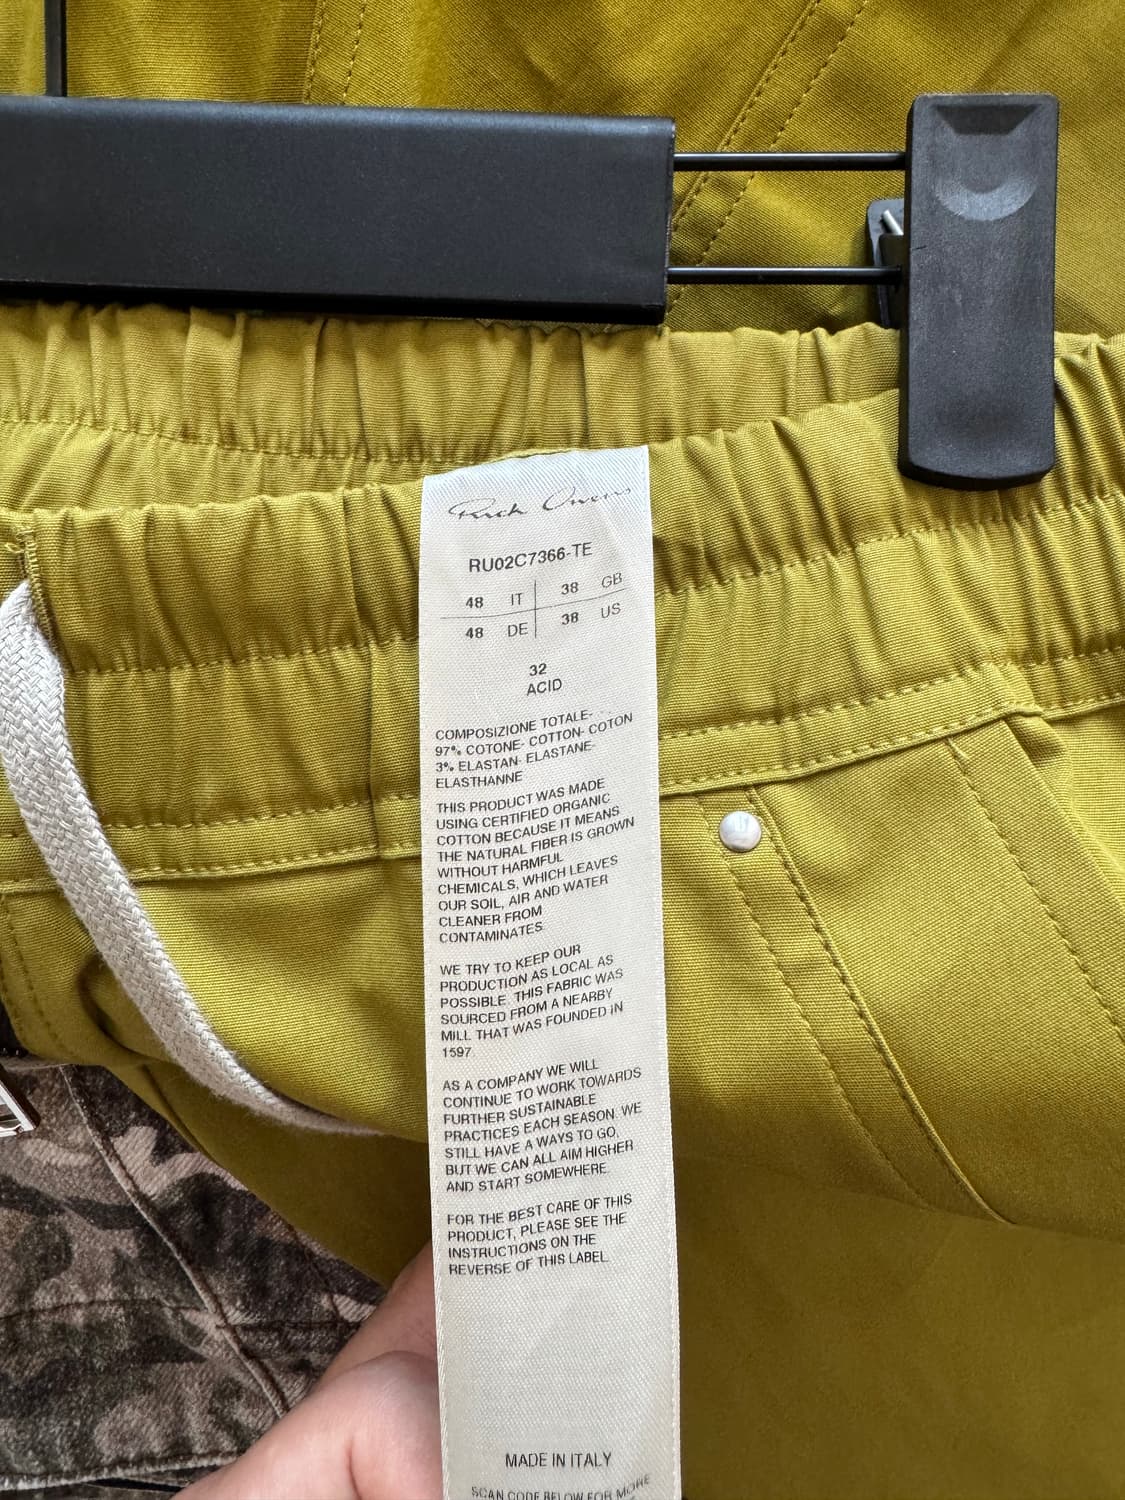 Rick Owens
RU02C7366-TE
48 IT 38 GB
48 DE 38 US
32
ACID
COMPOSIZIONE TOTALE-
97% COTONE- COTTON- COTON
3% ELASTAN- ELASTANE-
ELASTHANNE
THIS PRODUCT WAS MADE
USING CERTIFIED ORGANIC
COTTON BECAUSE IT MEANS
THE NATURAL FIBER IS GROWN
WITHOUT HARMFUL
CHEMICALS, WHICH LEAVES
OUR SOIL, AIR AND WATER
CLEANER FROM
CONTAMINATES.
WE TRY TO KEEP OUR
PRODUCTION AS LOCAL AS
POSSIBLE. THIS FABRIC WAS
SOURCED FROM A NEARBY
MILL THAT WAS FOUNDED IN
1597.
AS A COMPANY WE WILL
CONTINUE TO WORK TOWARDS
FURTHER SUSTAINABLE
PRACTICES EACH SEASON. WE
STILL HAVE A WAYS TO GO,
BUT WE CAN ALL AIM HIGHER
AND START SOMEWHERE.
FOR THE BEST CARE OF THIS
PRODUCT, PLEASE SEE THE
INSTRUCTIONS ON THE
REVERSE OF THIS LABEL.
MADE IN ITALY
SCAN CODE BELOW FOR MORE